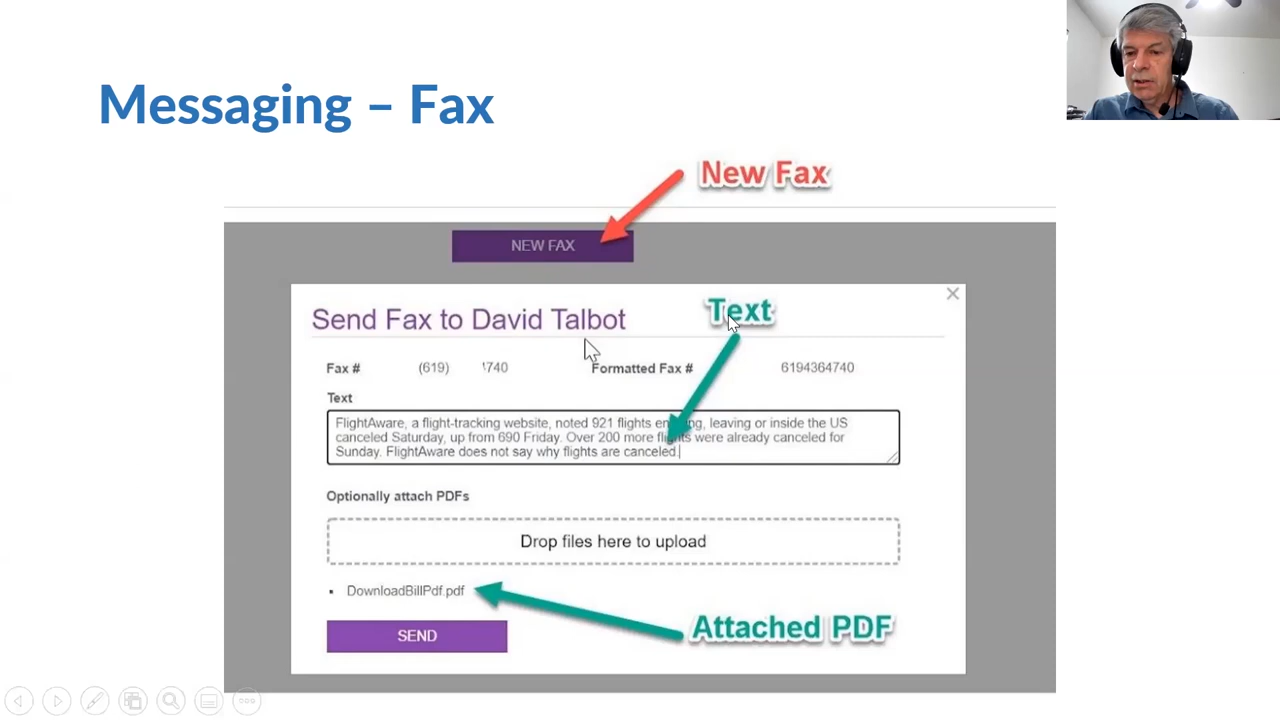 Messaging – Fax
New Fax
NEW FAX
Send Fax to David Talbot
Text
Fax # (619) 4740 Formatted Fax # 6194364740
Text
FlightAware, a flight-tracking website, noted 921 flights leaving or inside the US
canceled Saturday, up from 690 Friday. Over 200 more flights were already canceled for
Sunday. FlightAware does not say why flights are canceled.
Optionally attach PDFs
Drop files here to upload
DownloadBillPdf.pdf
Attached PDF
SEND